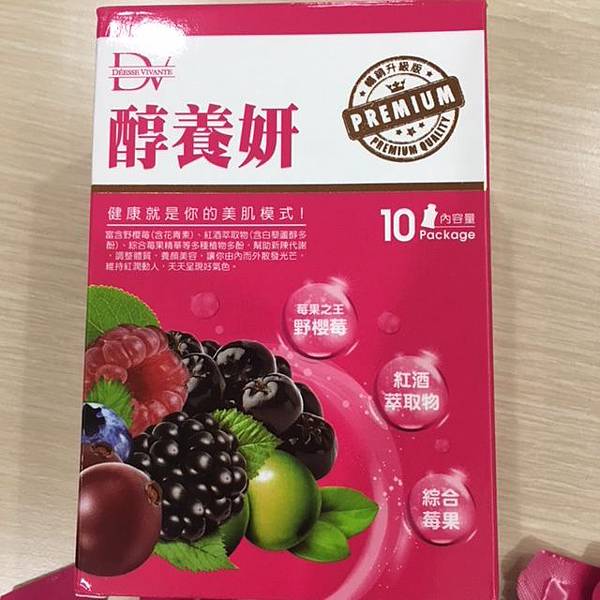 DV
DÉESSE VIVANTE
醇養妍
暢銷升級版
PREMIUM
PREMIUM QUALITY
健康就是你的美肌模式!
富含野櫻莓(含花青素)、紅酒萃取物(含白藜蘆醇多
酚)、綜合莓果精華等多種植物多酚,幫助新陳代謝
,調整體質,養顏美容,讓你由內而外散發光芒,
維持紅潤動人,天天呈現好氣色。
10 內容量
Package
莓果之王
野櫻莓
紅酒
萃取物
綜合
莓果